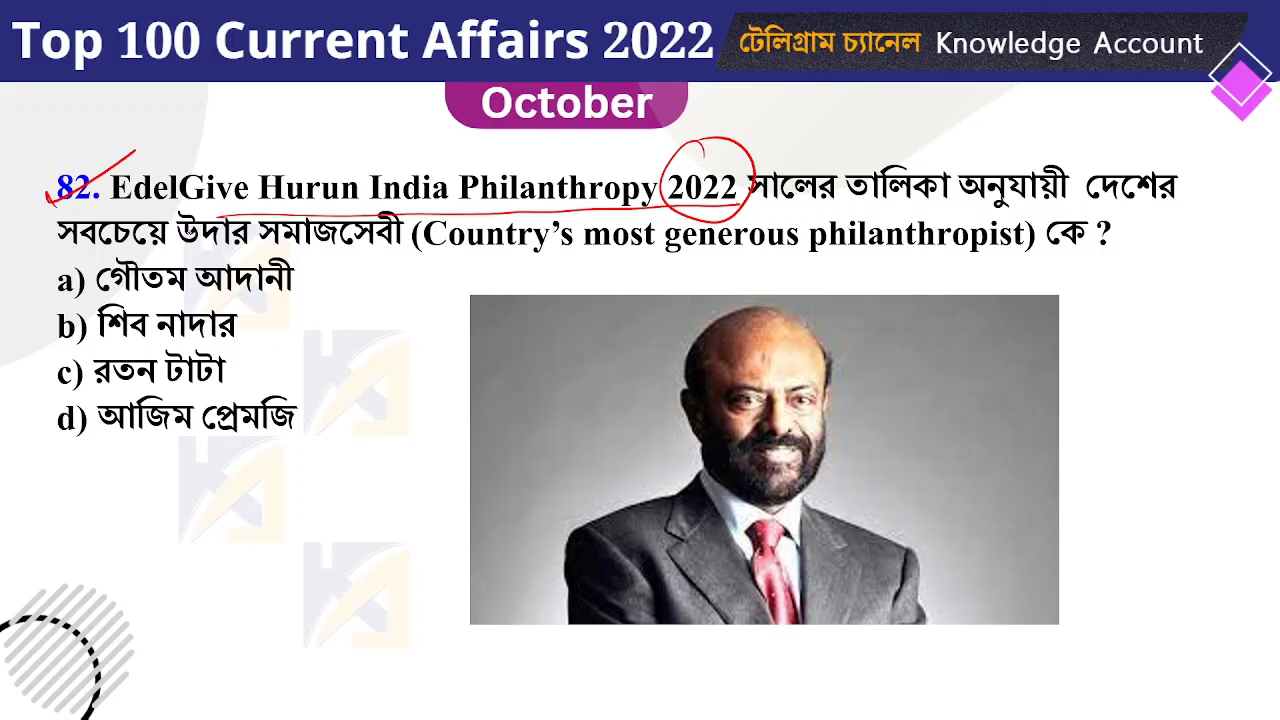 Top 100 Current Affairs 2022 টেলিগ্রাম চ্যানেল Knowledge Account
October
82. EdelGive Hurun India Philanthropy 2022 সালের তালিকা অনুযায়ী দেশের
সবচেয়ে উদার সমাজসেবী (Country's most generous philanthropist) কে ?
a) গৌতম আদানী
b) শিব নাদার
c) রতন টাটা
d) আজিম প্রেমজি